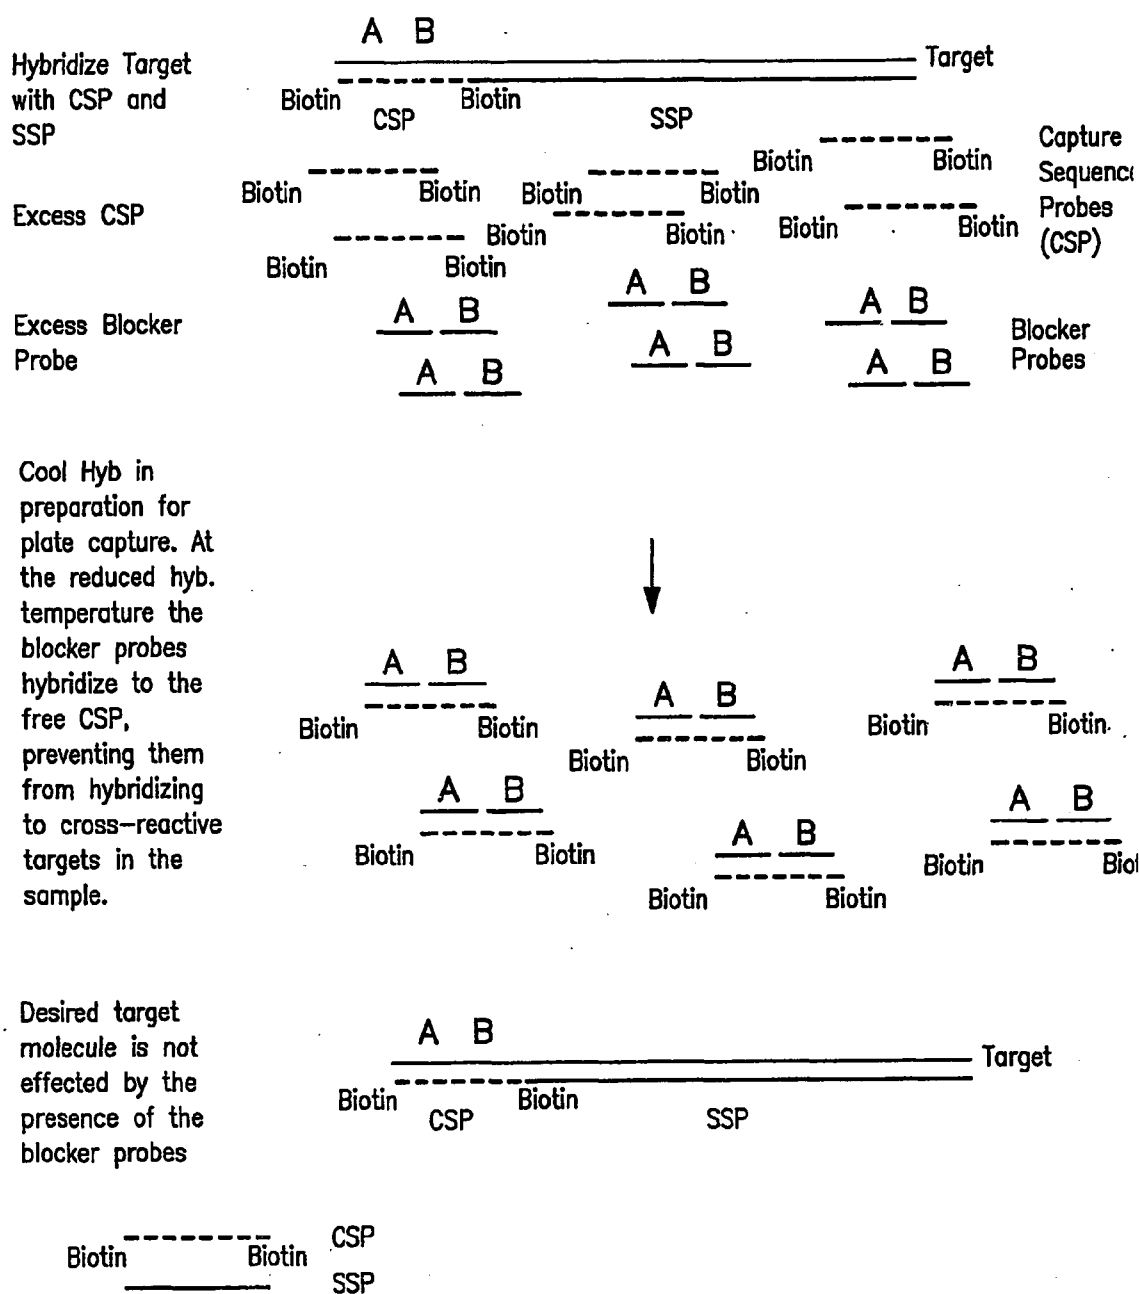 A B
Hybridize Target
with CSP and
SSP
Target
Biotin Biotin
CSP SSP
Capture
Sequence
Probes
(CSP)
Biotin Biotin
Biotin Biotin Biotin Biotin
Excess CSP
Biotin Biotin Biotin Biotin
Biotin Biotin
A B A B A B
Excess Blocker
Probe
Blocker
Probes
A B A B A B
Cool Hyb in
preparation for
plate capture. At
the reduced hyb.
temperature the
blocker probes
hybridize to the
free CSP,
preventing them
from hybridizing
to cross-reactive
targets in the
sample.
A B A B A B
Biotin Biotin Biotin Biotin Biotin Biotin
A B A B A B
Biotin Biotin Biotin Biotin Biotin
Desired target
molecule is not
effected by the
presence of the
blocker probes
A B
Target
Biotin Biotin
CSP SSP
CSP
Biotin Biotin
SSP